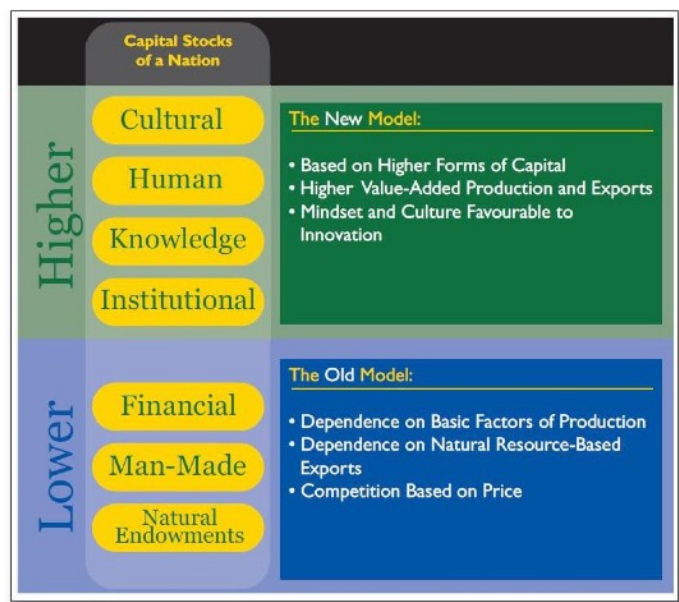 Capital Stocks
of a Nation
Higher
Cultural
Human
Knowledge
Institutional
The New Model:
• Based on Higher Forms of Capital
• Higher Value-Added Production and Exports
• Mindset and Culture Favourable to
Innovation
Lower
Financial
Man-Made
Natural
Endowments
The Old Model:
• Dependence on Basic Factors of Production
• Dependence on Natural Resource-Based
Exports
• Competition Based on Price